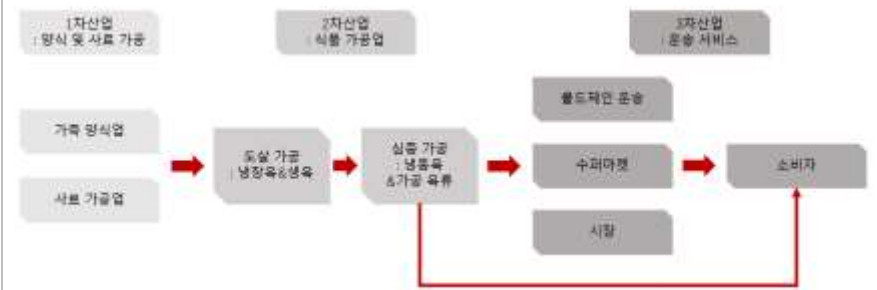 1차산업
: 양식 및 사료 가공
2차산업
: 식품 가공업
3차산업
: 운송 서비스
가축 양식업
사료 가공업
도살 가공
: 냉장육&생육
심층 가공
: 냉동육
&가공 육류
콜드체인 운송
수퍼마켓
시장
소비자